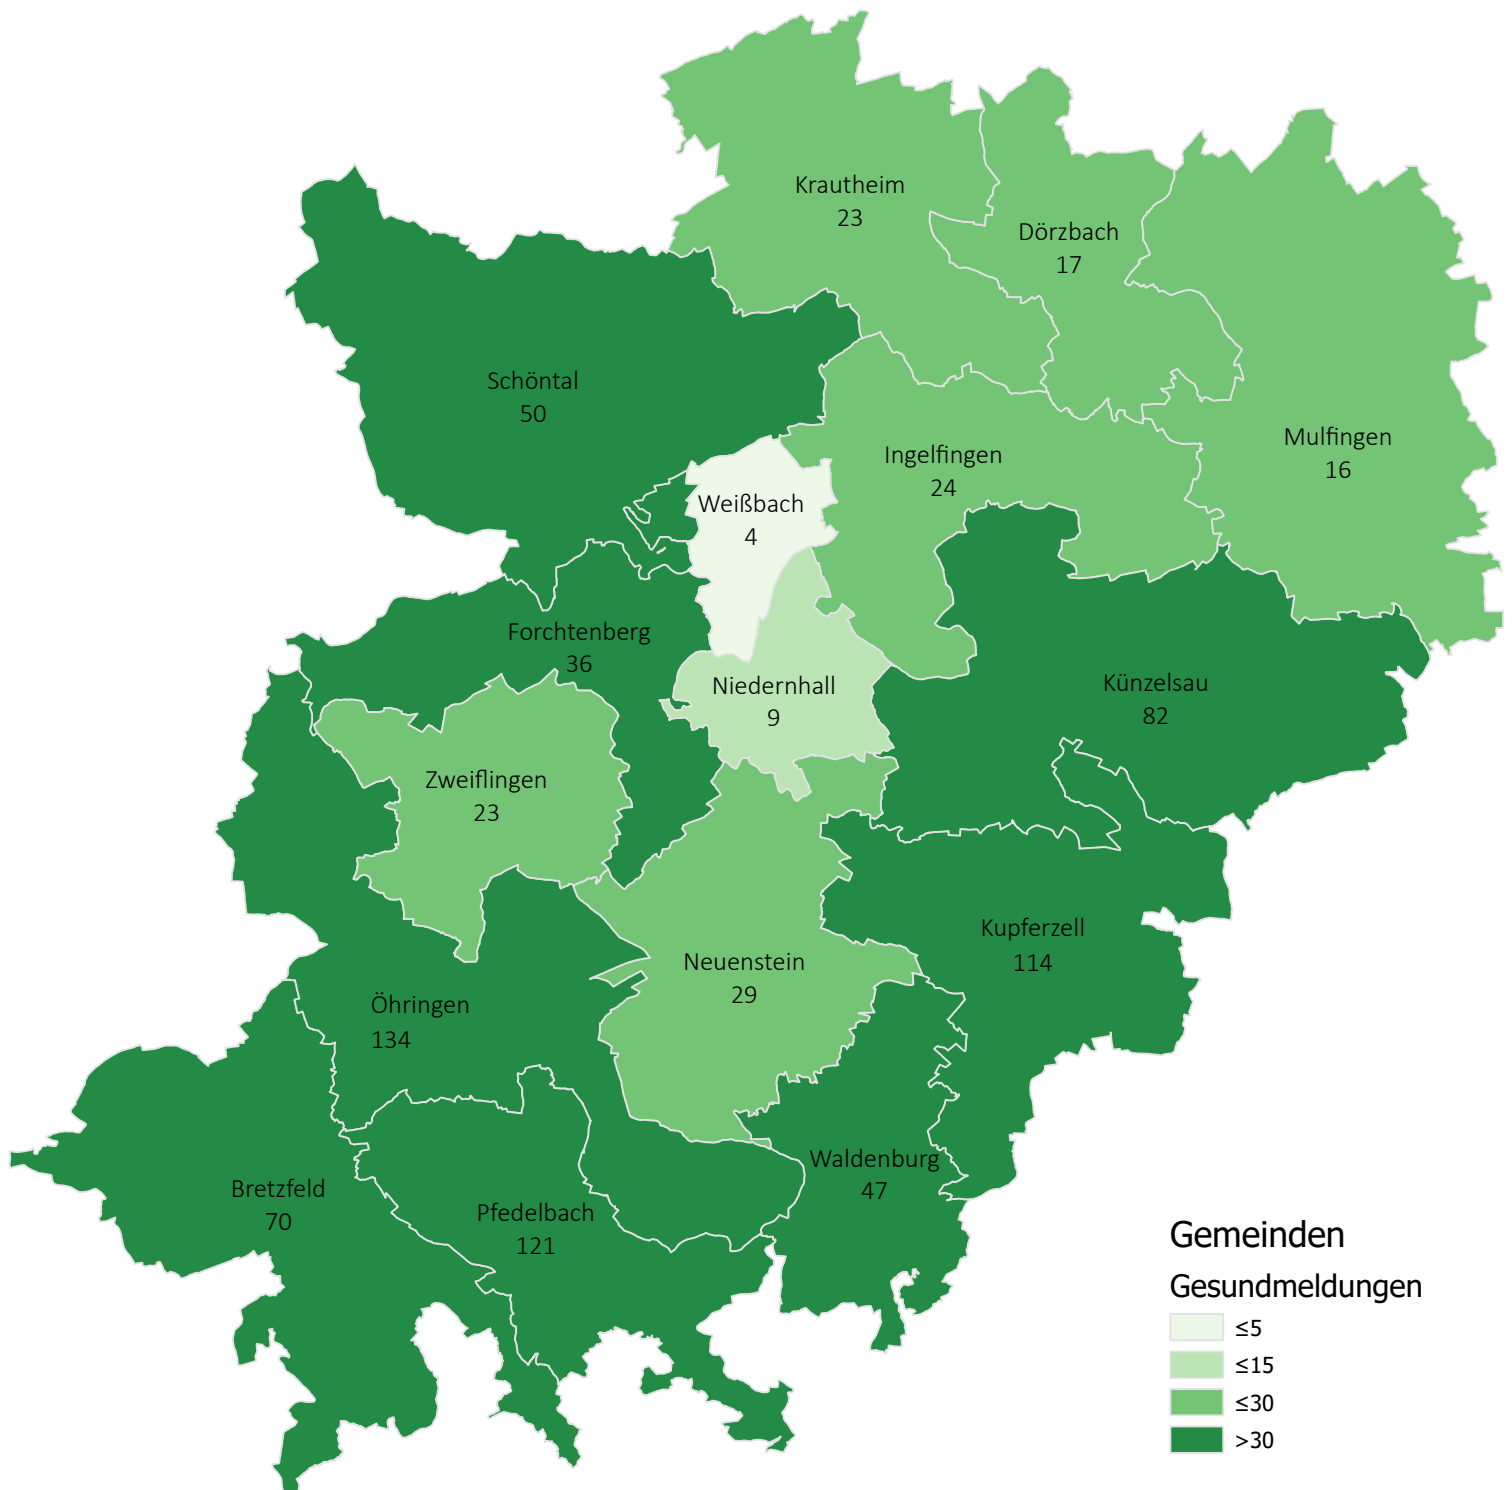 Krautheim
23
Dörzbach
17
Schöntal
50
Mulfingen
16
Ingelfingen
24
Weißbach
4
Forchtenberg
36
Niedernhall
9
Künzelsau
82
Zweiflingen
23
Kupferzell
114
Neuenstein
29
Öhringen
134
Waldenburg
47
Bretzfeld
70
Pfedelbach
121
Gemeinden
Gesundmeldungen
≤5
≤15
≤30
>30